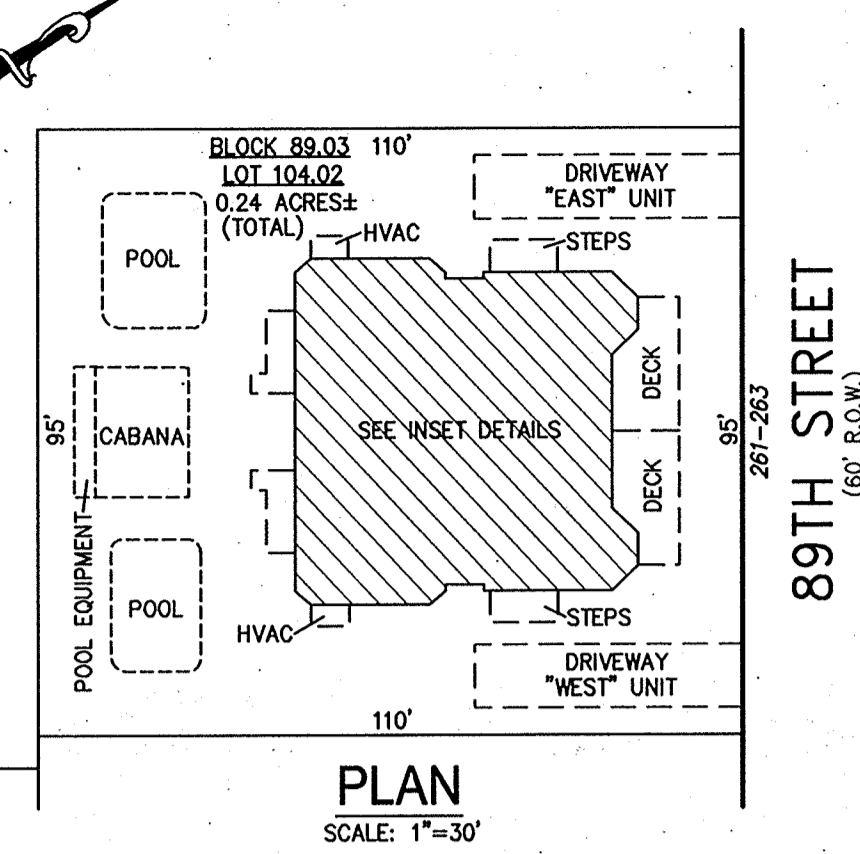 BLOCK 89.03
110'
LOT 104.02
0.24 ACRES±
(TOTAL)
DRIVEWAY
"EAST" UNIT
HVAC
STEPS
POOL
DECK
95'
CABANA
SEE INSET DETAILS
95'
261-263
89TH STREET
(60' R.O.W.)
DECK
POOL EQUIPMENT
POOL
HVAC
STEPS
DRIVEWAY
"WEST" UNIT
110'
PLAN
SCALE: 1"=30'